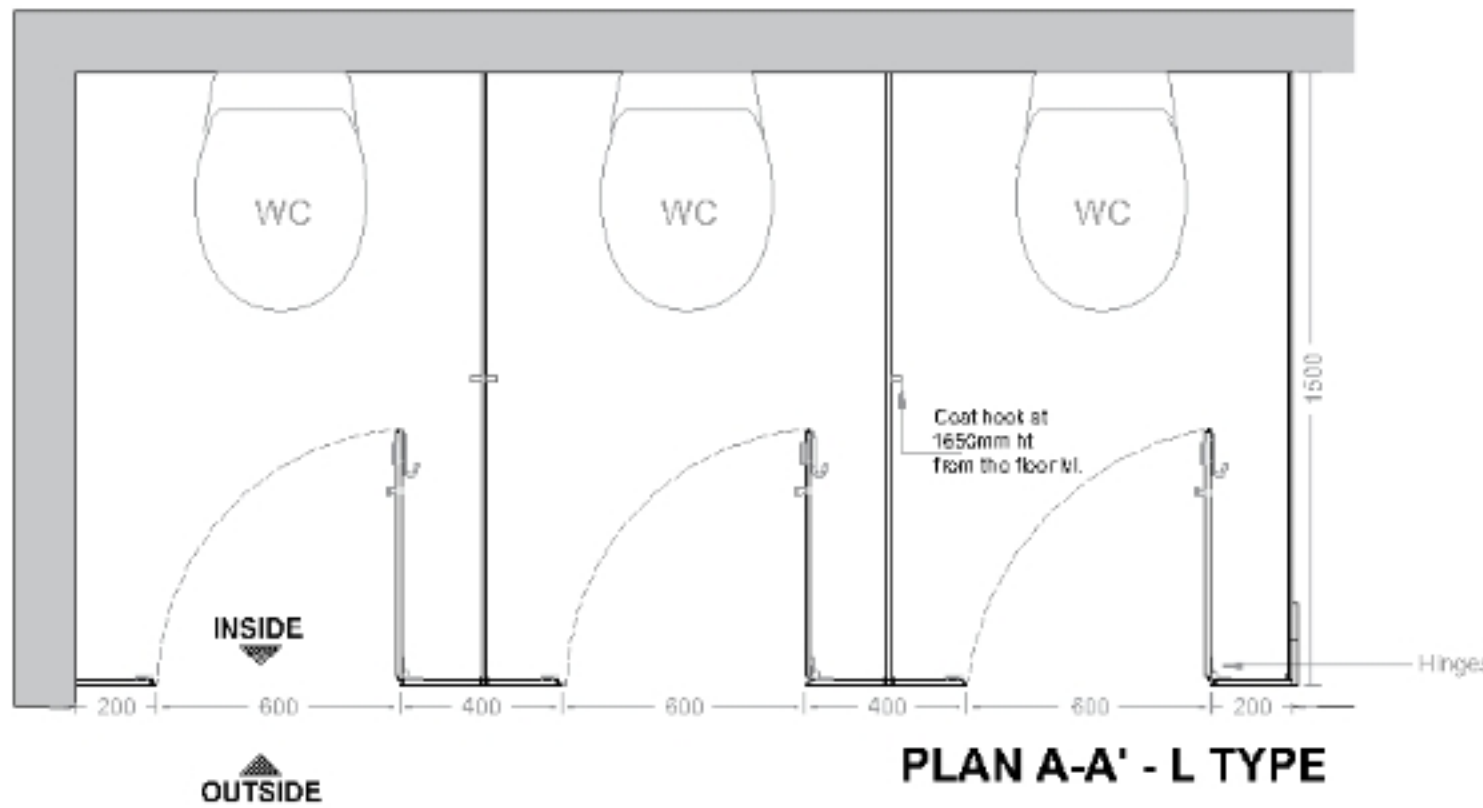 WC WC WC
1500
Coat hook at
1650mm ht
from the floor lvl.
INSIDE
Hinges
200 600 400 600 400 600 200
PLAN A-A' - L TYPE
OUTSIDE